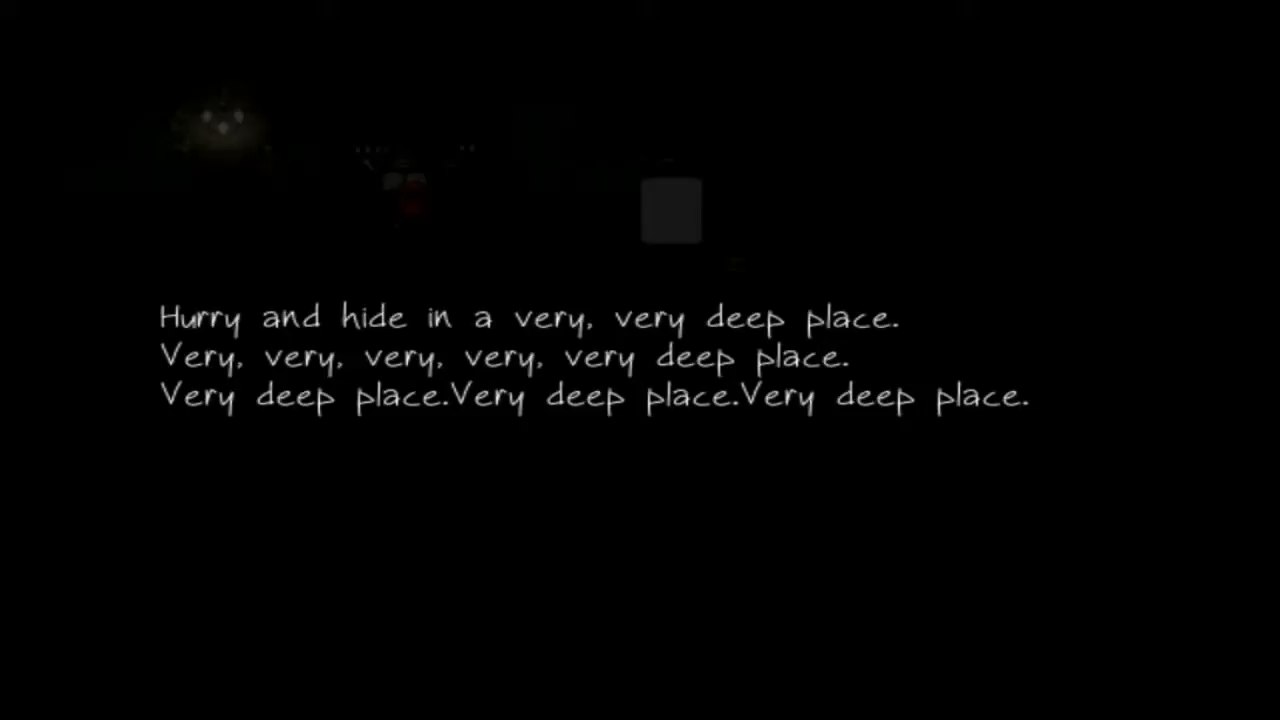 Hurry and hide in a very, very deep place.
Very, very, very, very, very deep place.
Very deep place.Very deep place.Very deep place.